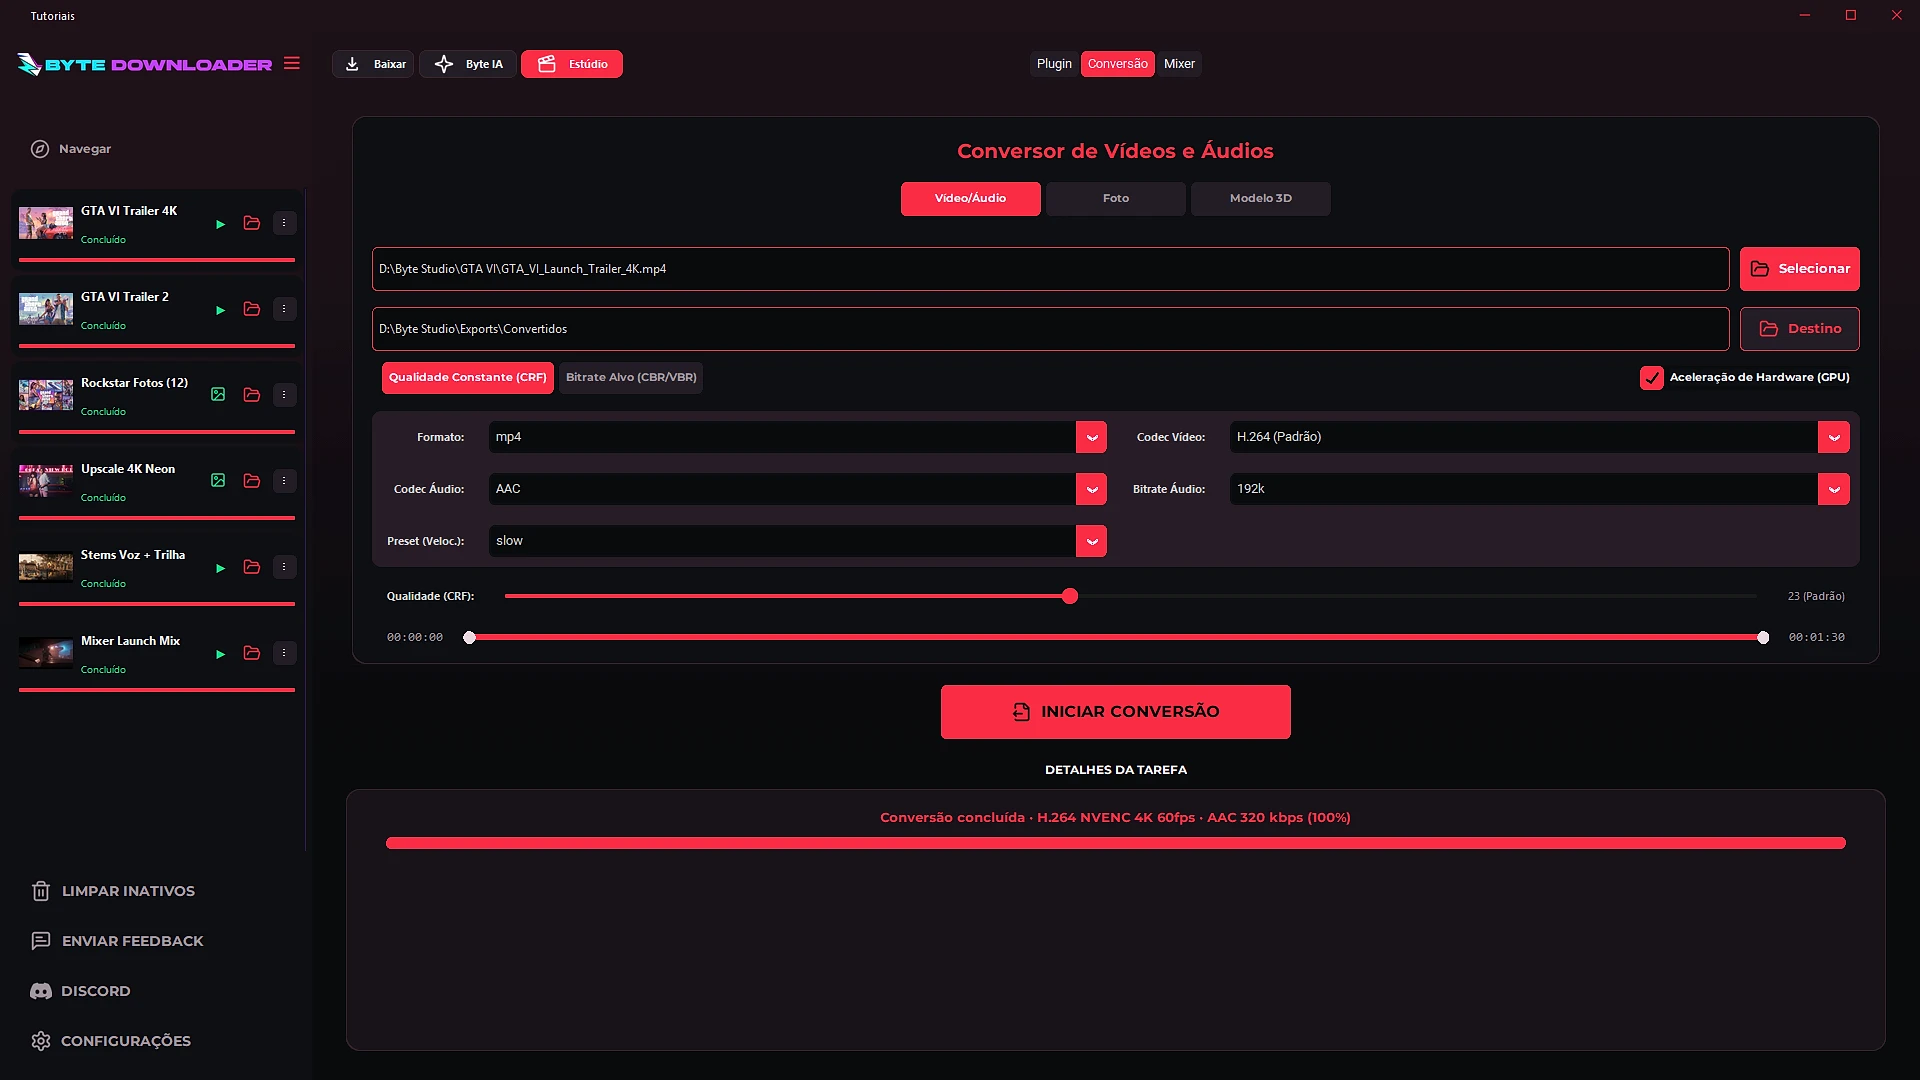 Tutoriais
BYTE DOWNLOADER
Baixar
Byte IA
Estúdio
Plugin
Conversão
Mixer
Navegar
GTA VI Trailer 4K
Concluído
GTA VI Trailer 2
Concluído
Rockstar Fotos (12)
Concluído
Upscale 4K Neon
Concluído
Stems Voz + Trilha
Concluído
Mixer Launch Mix
Concluído
LIMPAR INATIVOS
ENVIAR FEEDBACK
DISCORD
CONFIGURAÇÕES
Conversor de Vídeos e Áudios
Vídeo/Áudio
Foto
Modelo 3D
D:\Byte Studio\GTA VI\GTA_VI_Launch_Trailer_4K.mp4
Selecionar
D:\Byte Studio\Exports\Convertidos
Destino
Qualidade Constante (CRF)
Bitrate Alvo (CBR/VBR)
Aceleração de Hardware (GPU)
Formato:
mp4
Codec Vídeo:
H.264 (Padrão)
Codec Áudio:
AAC
Bitrate Áudio:
192k
Preset (Veloc.):
slow
Qualidade (CRF):
23 (Padrão)
00:00:00
00:01:30
INICIAR CONVERSÃO
DETALHES DA TAREFA
Conversão concluída · H.264 NVENC 4K 60fps · AAC 320 kbps (100%)